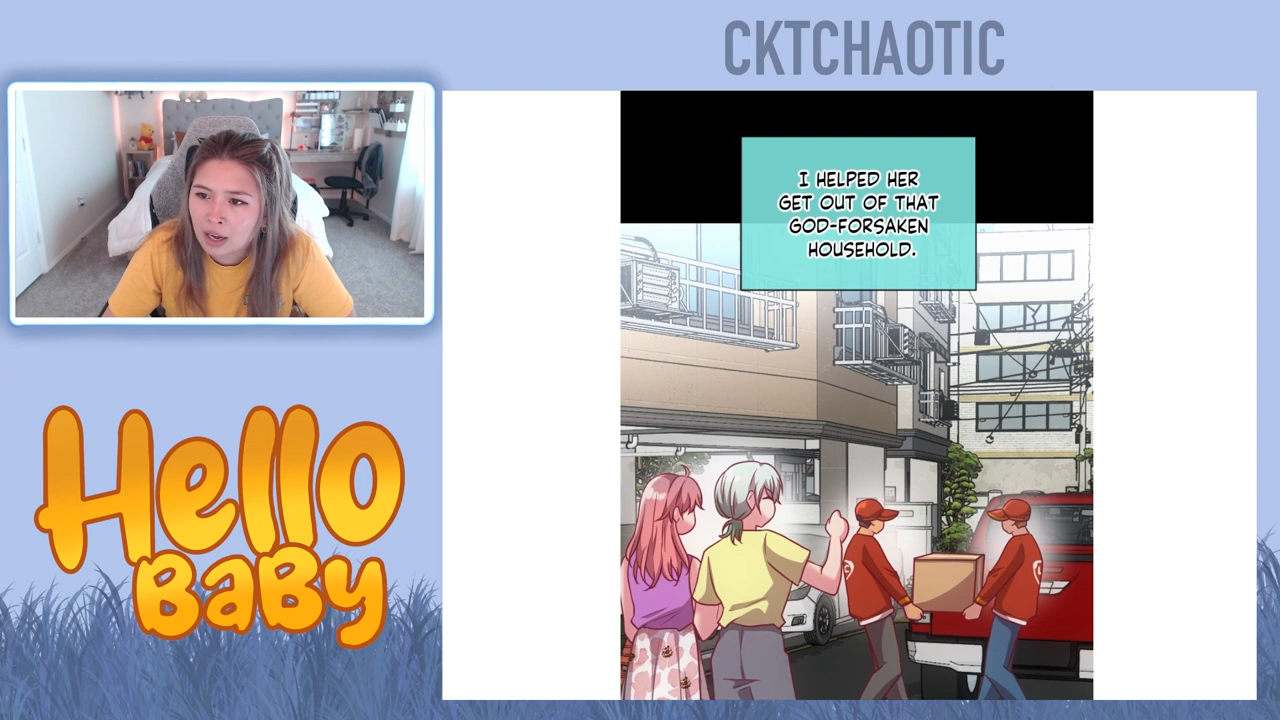 CKTCHAOTIC
I HELPED HER
GET OUT OF THAT
GOD-FORSAKEN
HOUSEHOLD.
Hello
BaBy